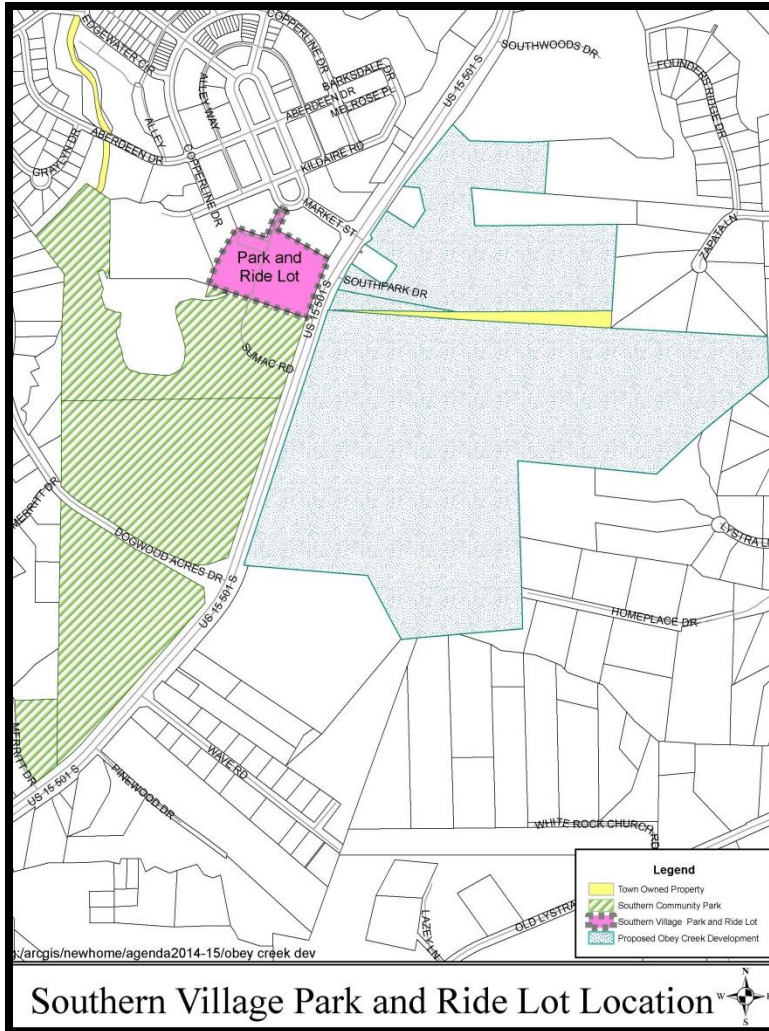 EDGEWATER CIR
COPPERLINE DR
SOUTHWOODS DR
US 15 501 S
BARKSDALE DR
FOUNDERS RIDGE DR
ALLEY WAY
ABERDEEN DR
MELROSE PL
ALLEY
ABERDEEN DR
GRAYLYN DR
COPPERLINE DR
KILDAIRE RD
MARKET ST
ZAPATA LN
Park and
Ride Lot
SOUTHPARK DR
US 15 501 S
SUMAC RD
MERRITT DR
DOGWOOD ACRES DR
LYSTRA LN
US 15 501 S
HOMEPLACE DR
MERRITT DR
WAVE RD
US 15 501 S
PINEWOOD DR
WHITE ROCK CHURCH RD
Legend
Town Owned Property
Southern Community Park
Southern Village Park and Ride Lot
Proposed Obey Creek Development
LAZEY LN
OLD LYSTRA
:/arcgis/newhome/agenda2014-15/obey creek dev
Southern Village Park and Ride Lot Location
N
W E
S